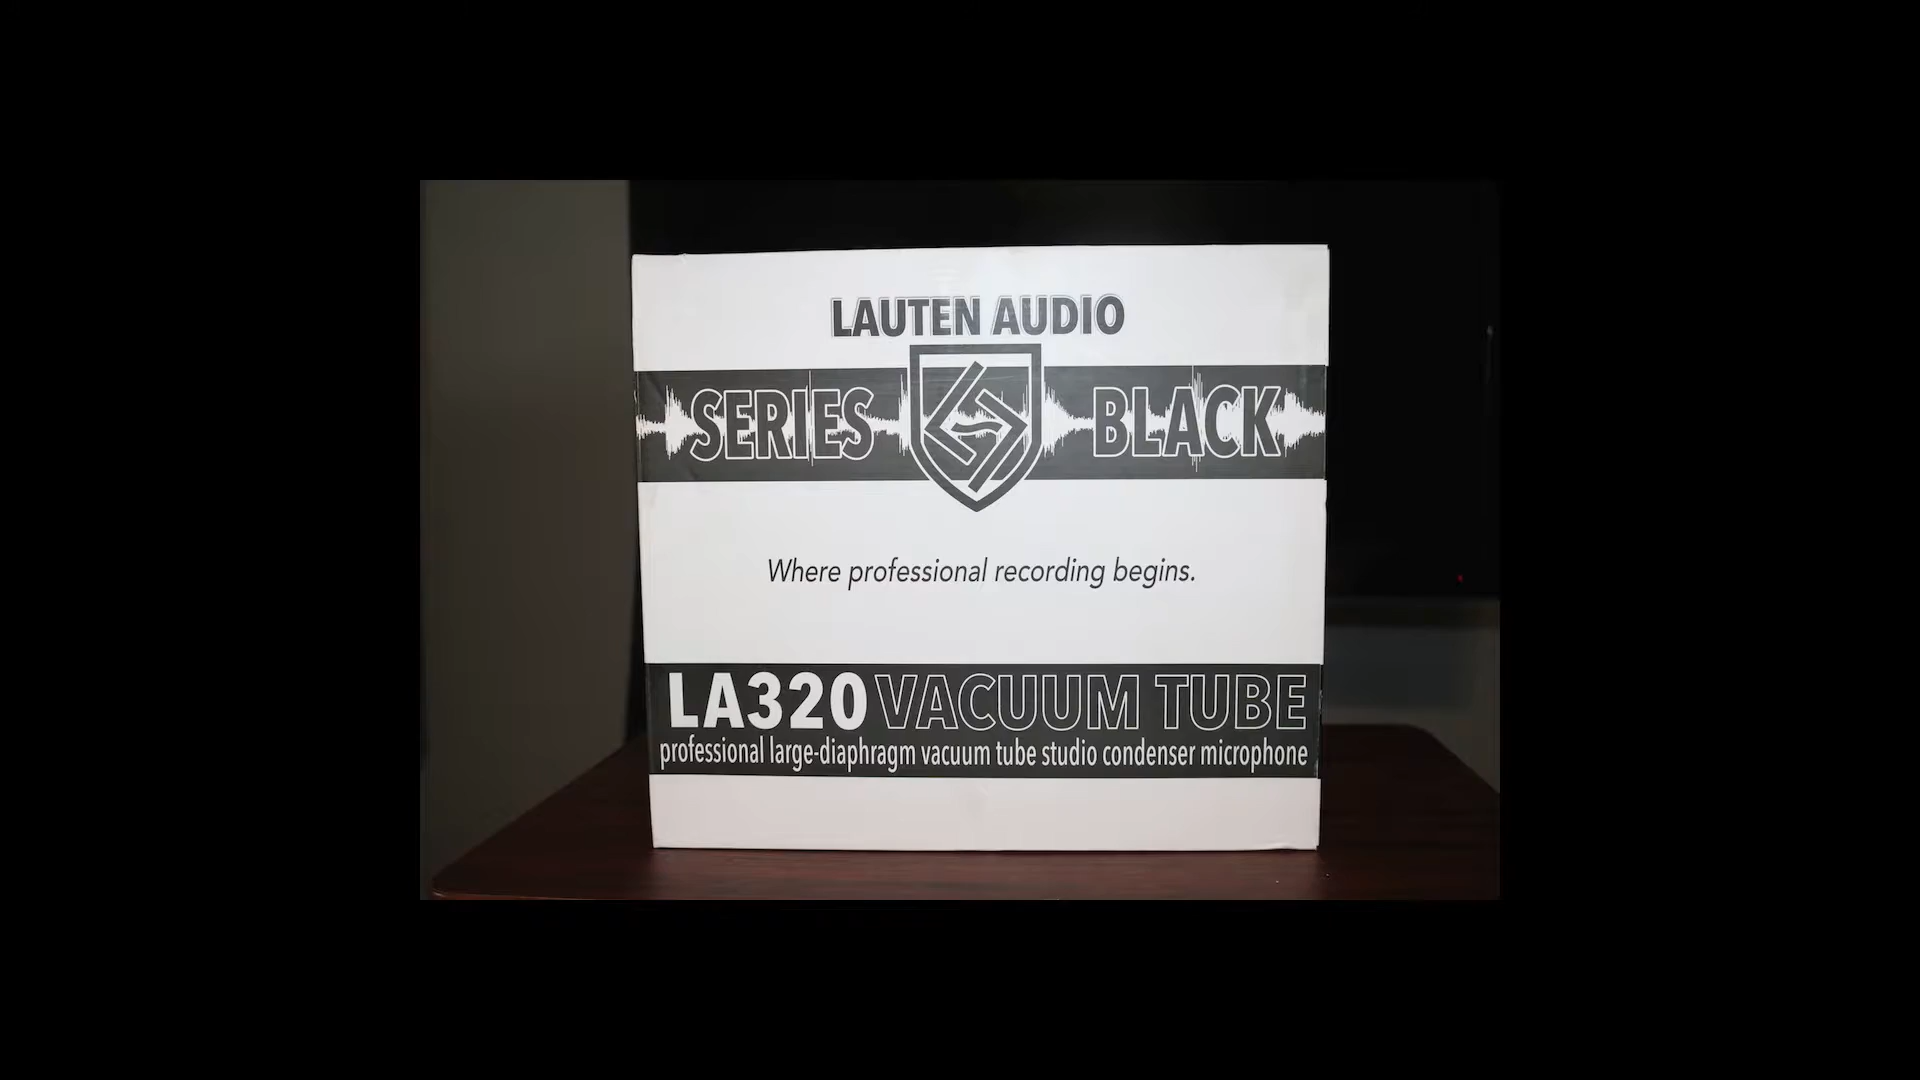 LAUTEN AUDIO
SERIES BLACK
Where professional recording begins.
LA320 VACUUM TUBE
professional large-diaphragm vacuum tube studio condenser microphone